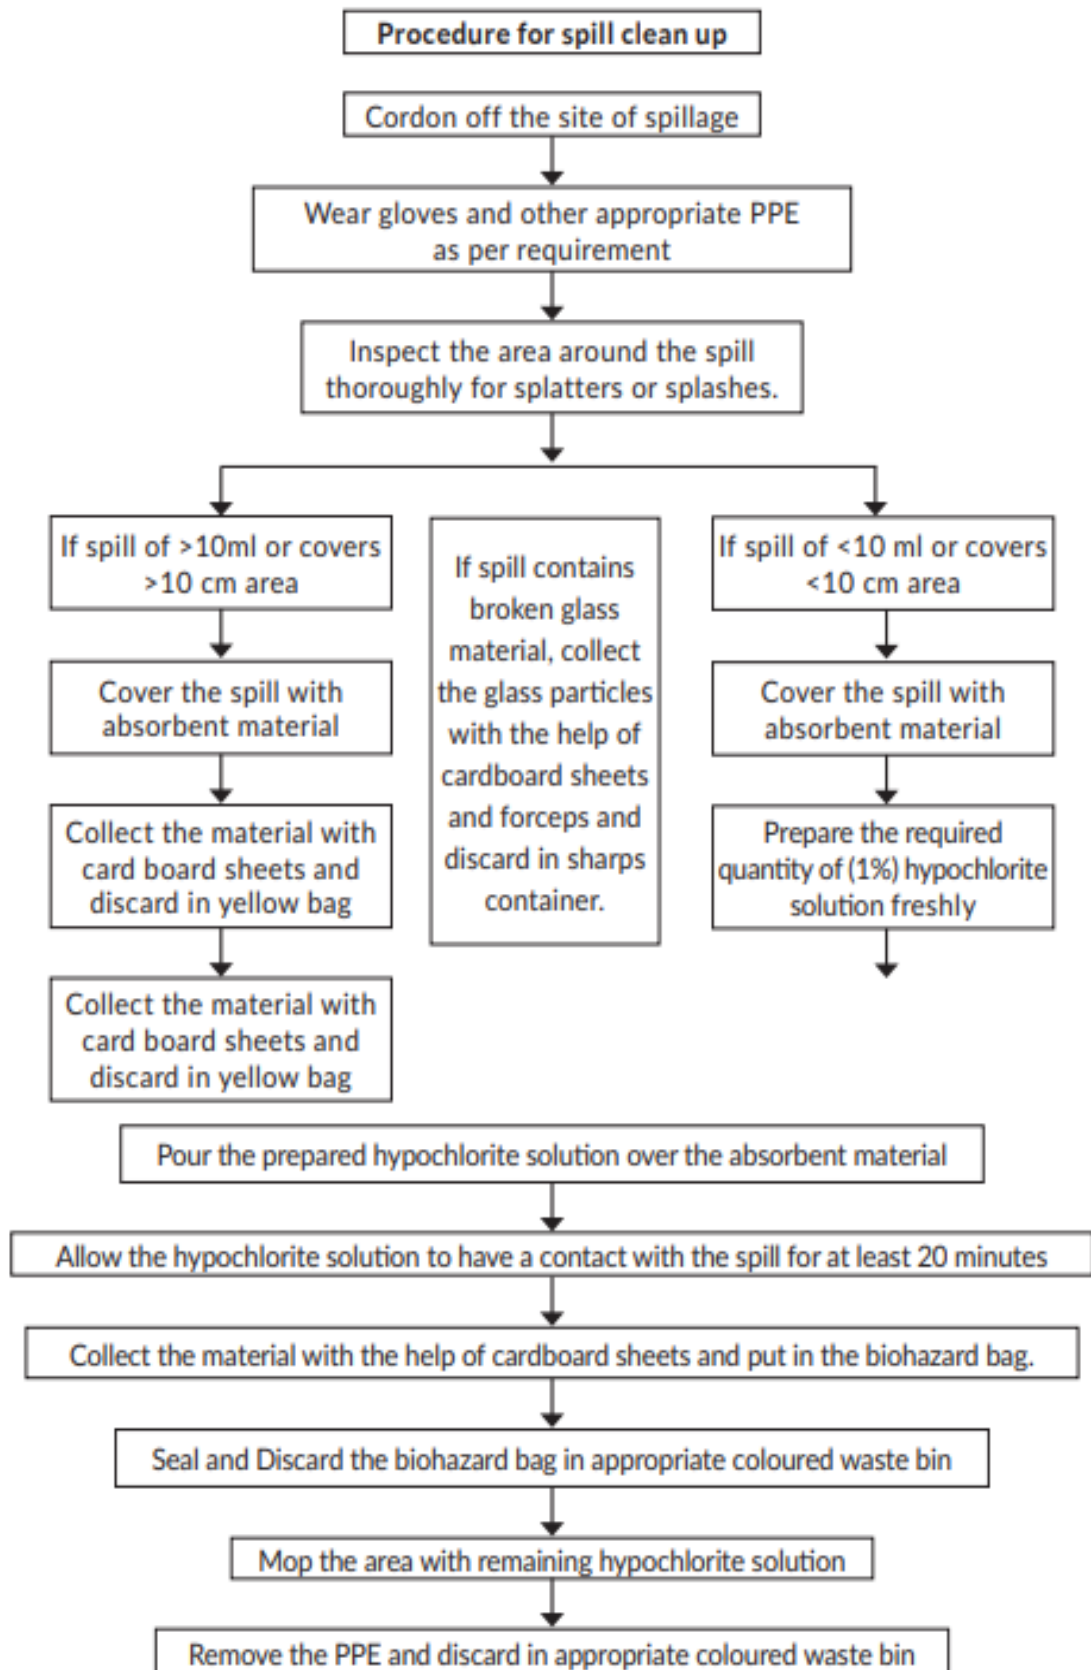 Procedure for spill clean up
Cordon off the site of spillage
Wear gloves and other appropriate PPE
as per requirement
Inspect the area around the spill
thoroughly for splatters or splashes.
If spill of >10ml or covers
>10 cm area
Cover the spill with
absorbent material
Collect the material with
card board sheets and
discard in yellow bag
Collect the material with
card board sheets and
discard in yellow bag
If spill contains
broken glass
material, collect
the glass particles
with the help of
cardboard sheets
and forceps and
discard in sharps
container.
If spill of <10 ml or covers
<10 cm area
Cover the spill with
absorbent material
Prepare the required
quantity of (1%) hypochlorite
solution freshly
Pour the prepared hypochlorite solution over the absorbent material
Allow the hypochlorite solution to have a contact with the spill for at least 20 minutes
Collect the material with the help of cardboard sheets and put in the biohazard bag.
Seal and Discard the biohazard bag in appropriate coloured waste bin
Mop the area with remaining hypochlorite solution
Remove the PPE and discard in appropriate coloured waste bin